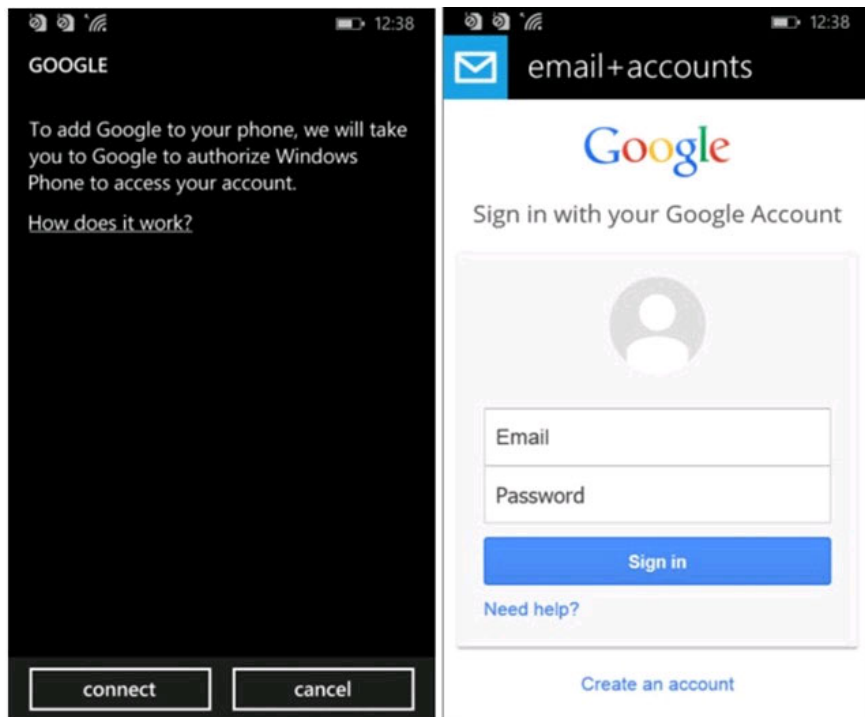 12:38
GOOGLE
To add Google to your phone, we will take
you to Google to authorize Windows
Phone to access your account.
How does it work?
connect
cancel
12:38
email+accounts
Google
Sign in with your Google Account
Email
Password
Sign in
Need help?
Create an account